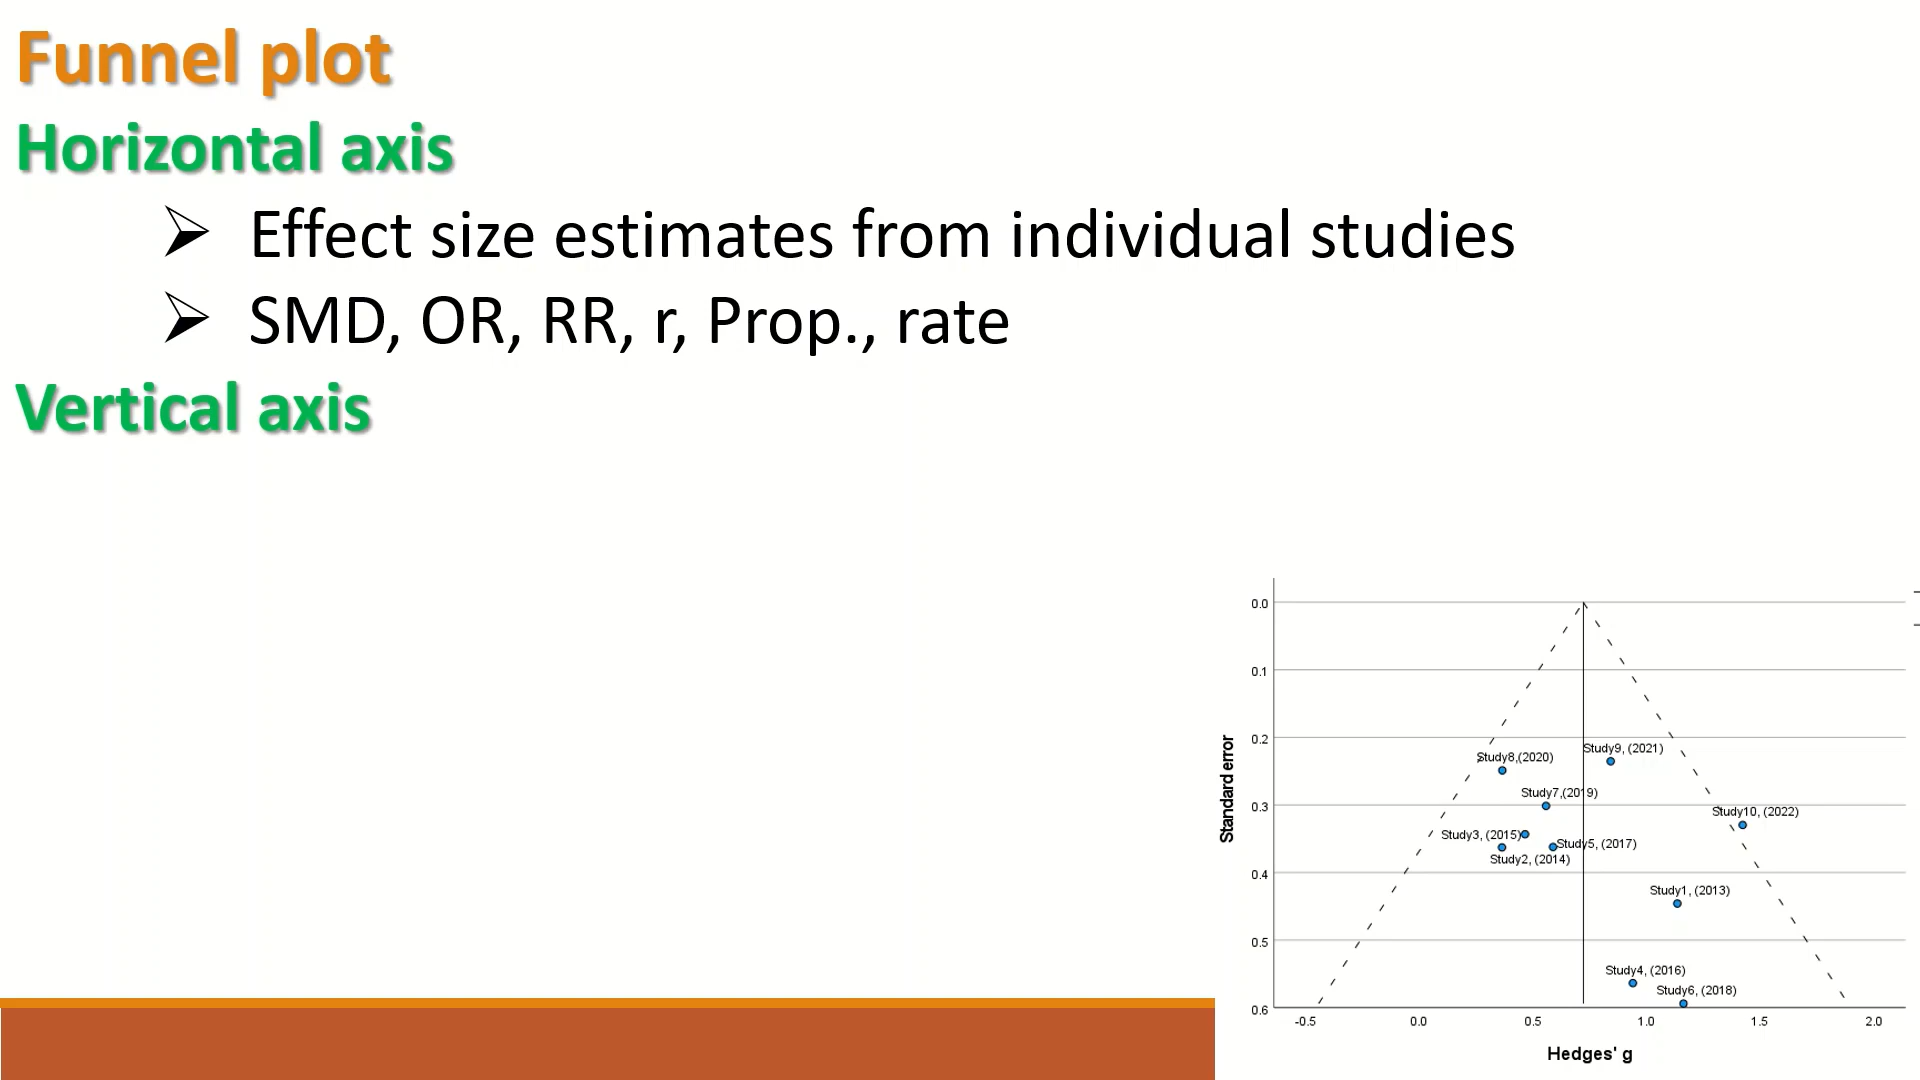 Funnel plot
Horizontal axis
Effect size estimates from individual studies
SMD, OR, RR, r, Prop., rate
Vertical axis
0.0
0.1
0.2
0.3
0.4
0.5
0.6
Standard error
Study9, (2021)
Study8,(2020)
Study7,(2019)
Study10, (2022)
Study3, (2015)
Study5, (2017)
Study2, (2014)
Study1, (2013)
Study4, (2016)
Study6, (2018)
-0.5 0.0 0.5 1.0 1.5 2.0
Hedges' g